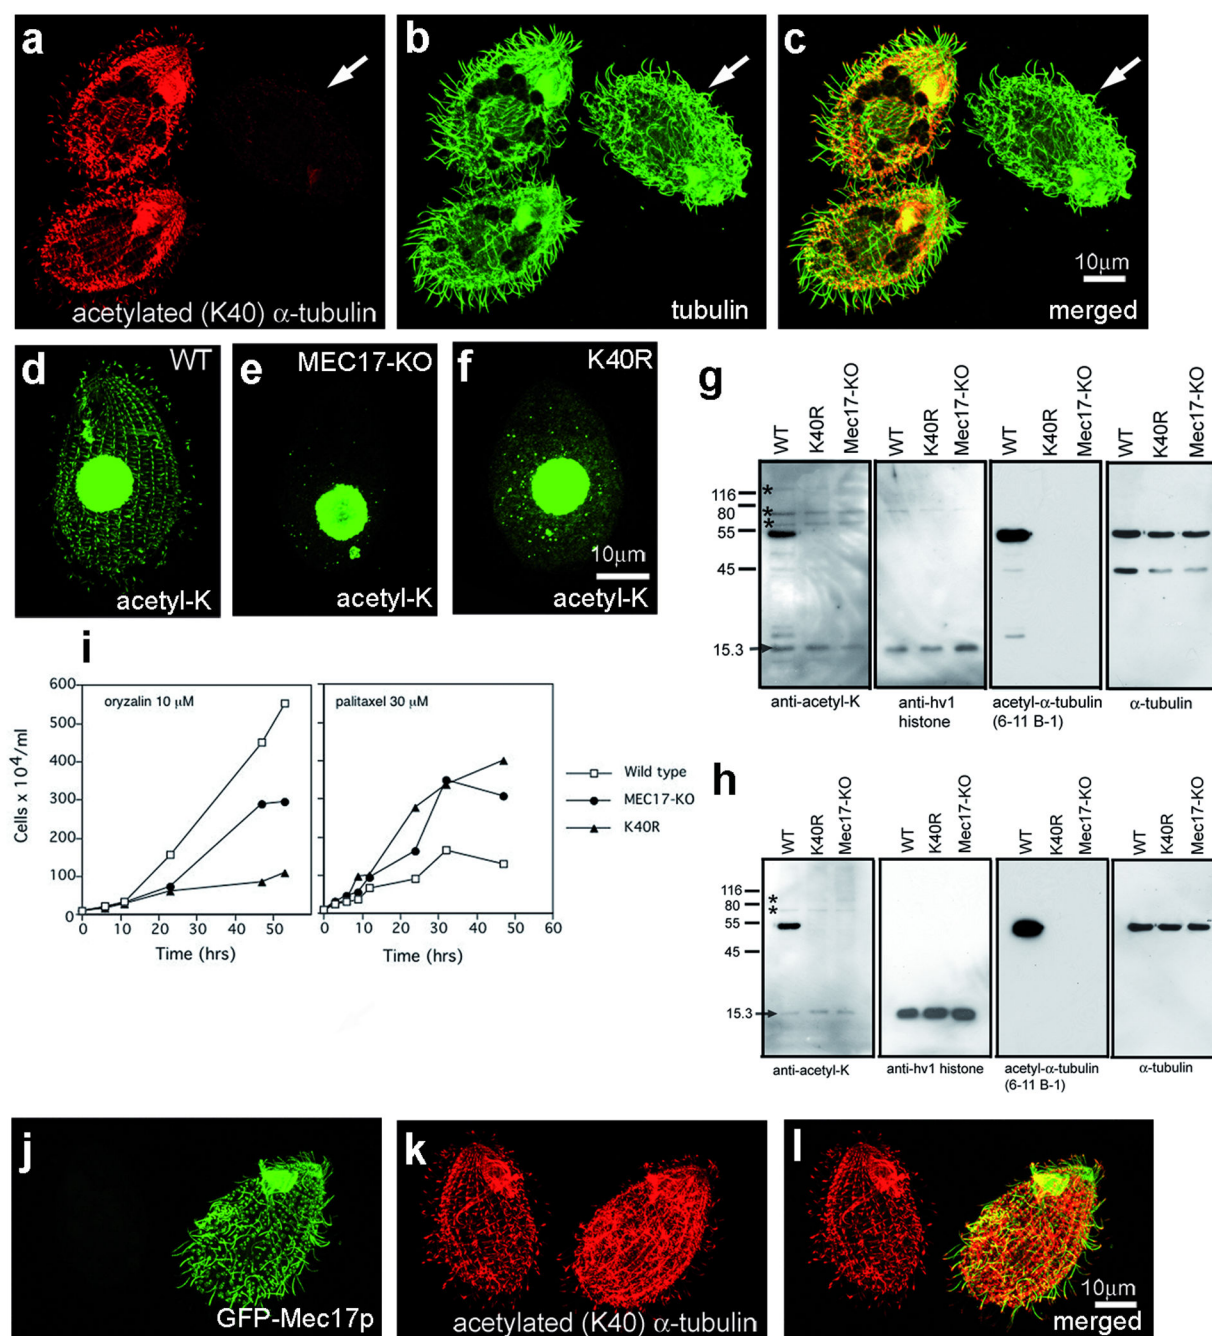 a
b
c
acetylated (K40) α-tubulin
tubulin
10μm
merged
d
WT
acetyl-K
e
MEC17-KO
acetyl-K
f
K40R
10μm
acetyl-K
g
WT
K40R
Mec17-KO
WT
K40R
Mec17-KO
WT
K40R
Mec17-KO
WT
K40R
Mec17-KO
116
80
55
45
15.3
*
*
*
anti-acetyl-K
anti-hv1
histone
acetyl-α-tubulin
(6-11 B-1)
α-tubulin
i
600
500
400
300
200
100
0
Cells x 10⁴/ml
oryzalin 10 μM
0 10 20 30 40 50
Time (hrs)
palitaxel 30 μM
0 10 20 30 40 50 60
Time (hrs)
Wild type
MEC17-KO
K40R
h
WT
K40R
Mec17-KO
WT
K40R
Mec17-KO
WT
K40R
Mec17-KO
WT
K40R
Mec17-KO
116
80
55
45
15.3
*
*
anti-acetyl-K
anti-hv1 histone
acetyl-α-tubulin
(6-11 B-1)
α-tubulin
j
GFP-Mec17p
k
acetylated (K40) α-tubulin
l
10μm
merged